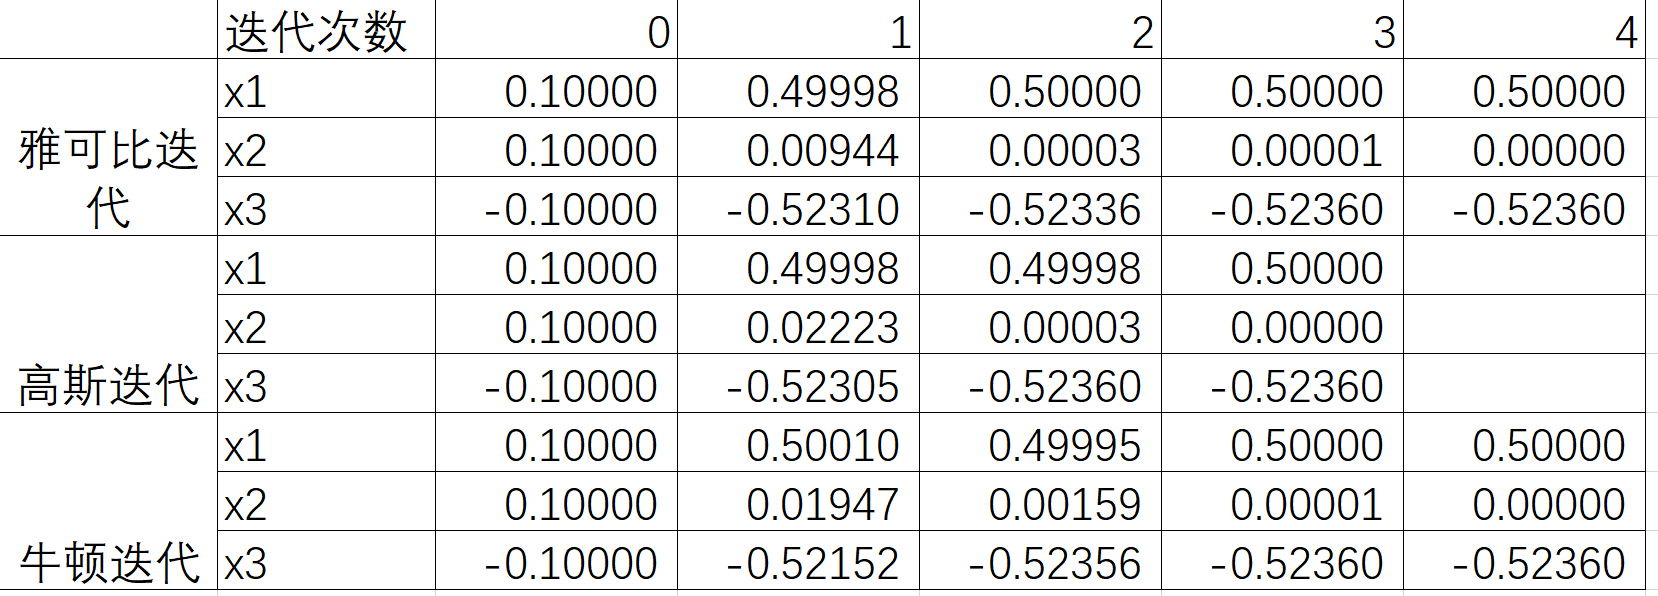 迭代次数 0 1 2 3 4
雅可比迭代 x1 0.10000 0.49998 0.50000 0.50000 0.50000
x2 0.10000 0.00944 0.00003 0.00001 0.00000
x3 -0.10000 -0.52310 -0.52336 -0.52360 -0.52360
高斯迭代 x1 0.10000 0.49998 0.49998 0.50000
x2 0.10000 0.02223 0.00003 0.00000
x3 -0.10000 -0.52305 -0.52360 -0.52360
牛顿迭代 x1 0.10000 0.50010 0.49995 0.50000 0.50000
x2 0.10000 0.01947 0.00159 0.00001 0.00000
x3 -0.10000 -0.52152 -0.52356 -0.52360 -0.52360